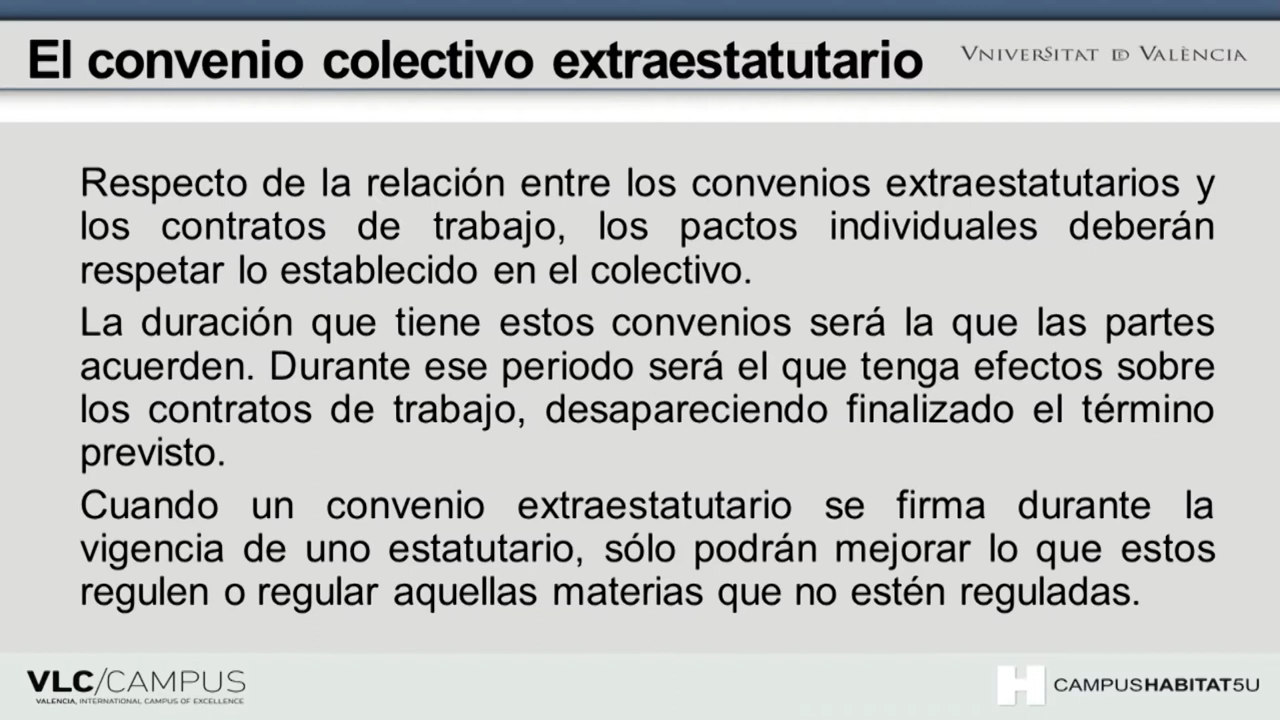 El convenio colectivo extraestatutario
VNIVERSITAT DE VALÈNCIA
Respecto de la relación entre los convenios extraestatutarios y
los contratos de trabajo, los pactos individuales deberán
respetar lo establecido en el colectivo.
La duración que tiene estos convenios será la que las partes
acuerden. Durante ese periodo será el que tenga efectos sobre
los contratos de trabajo, desapareciendo finalizado el término
previsto.
Cuando un convenio extraestatutario se firma durante la
vigencia de uno estatutario, sólo podrán mejorar lo que estos
regulen o regular aquellas materias que no estén reguladas.
VLC/CAMPUS
VALENCIA, INTERNATIONAL CAMPUS OF EXCELLENCE
H CAMPUSHABITAT5U